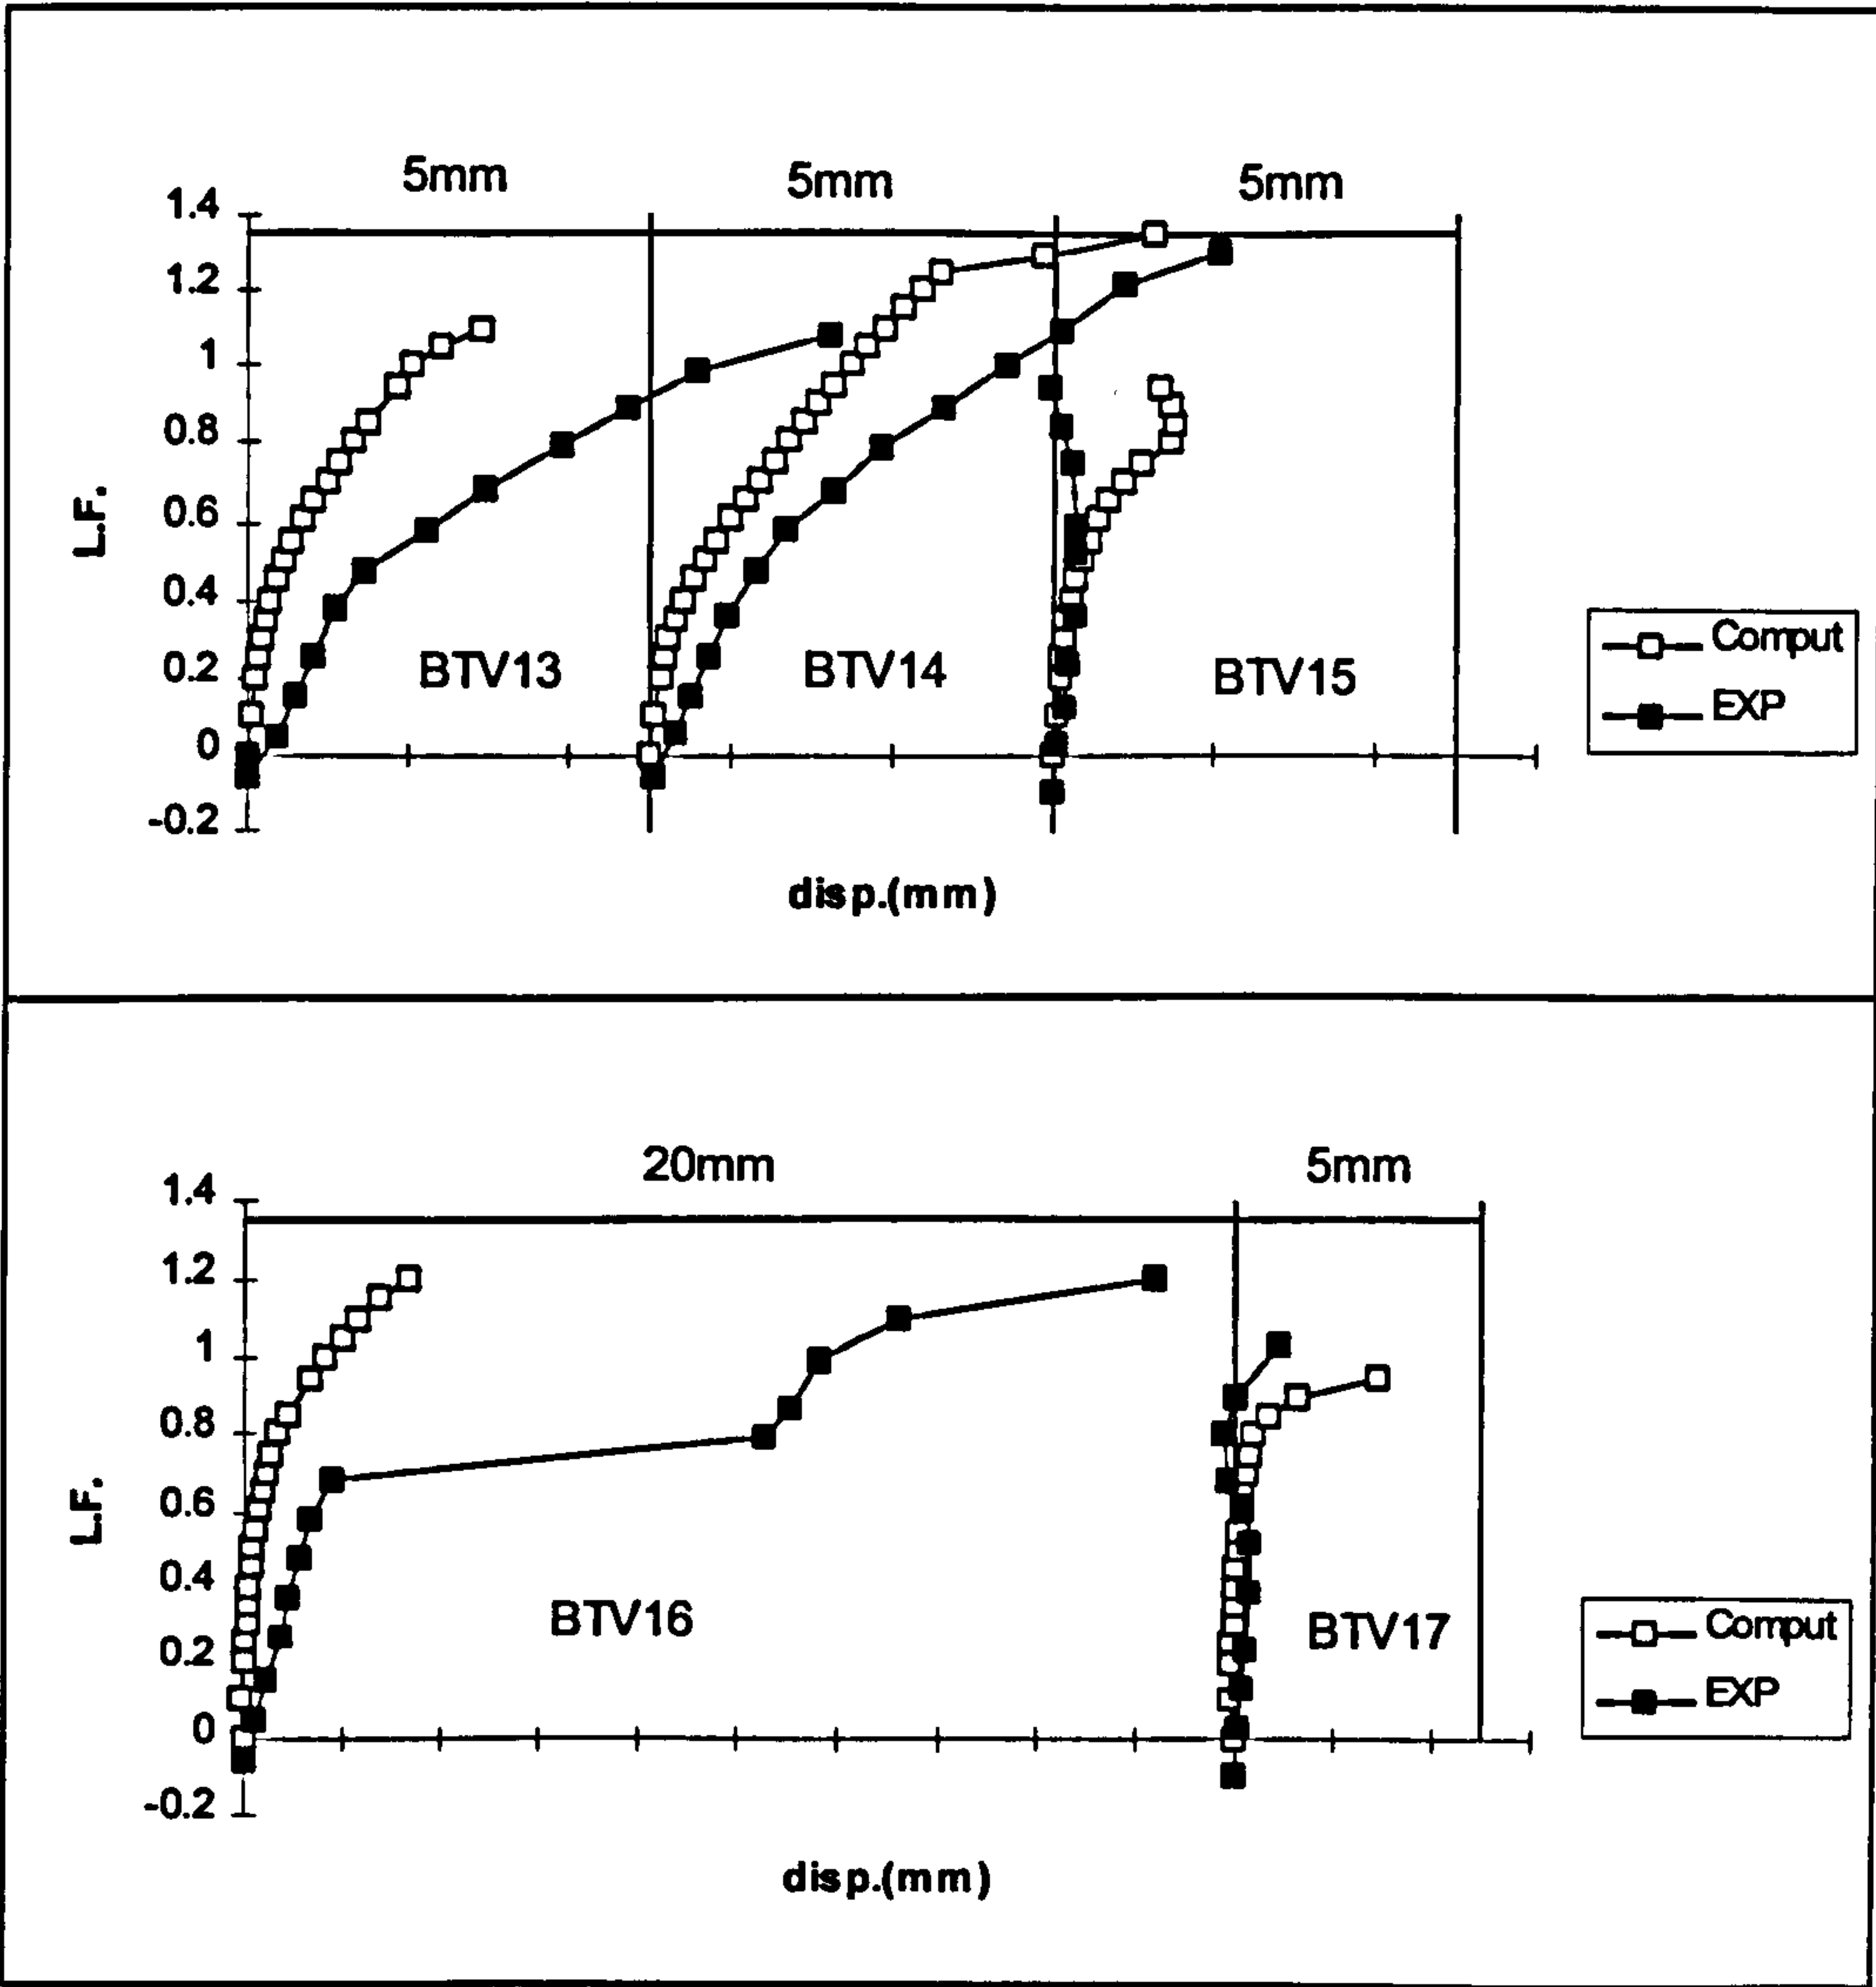 5mm 5mm 5mm
1.4
1.2
1
0.8
0.6
0.4
0.2
0
-0.2
L.F.
BTV13 BTV14 BTV15
Comput
EXP
disp.(mm)
20mm 5mm
1.4
1.2
1
0.8
0.6
0.4
0.2
0
-0.2
L.F.
BTV16 BTV17
Comput
EXP
disp.(mm)